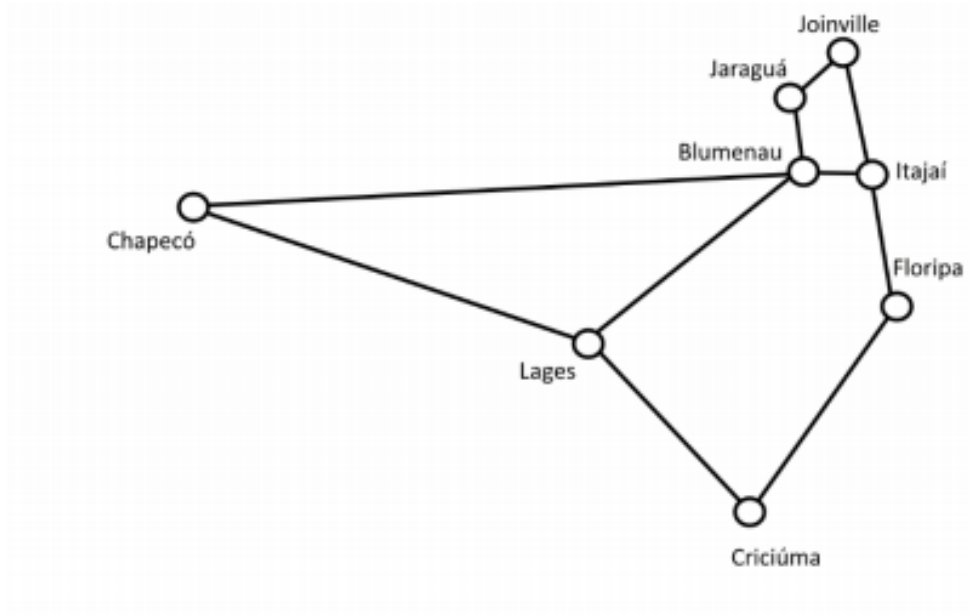 Joinville
Jaraguá
Blumenau
Itajaí
Chapecó
Floripa
Lages
Criciúma